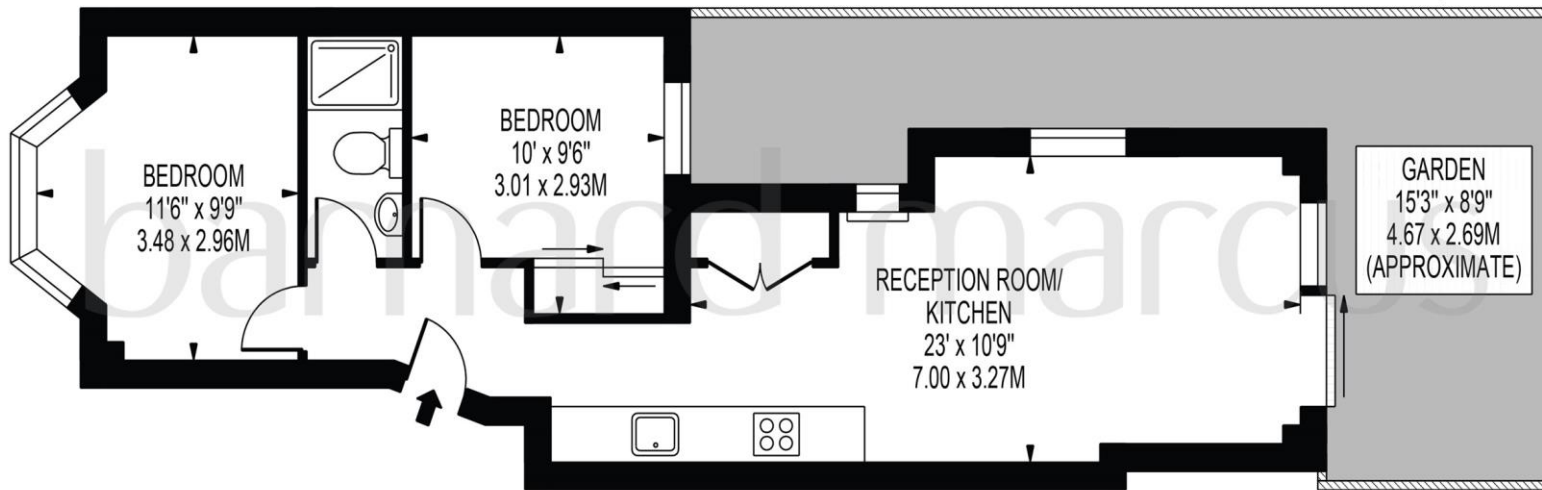 BEDROOM
11'6" x 9'9"
3.48 x 2.96M
BEDROOM
10' x 9'6"
3.01 x 2.93M
RECEPTION ROOM/
KITCHEN
23' x 10'9"
7.00 x 3.27M
GARDEN
15'3" x 8'9"
4.67 x 2.69M
(APPROXIMATE)
barnard marcus